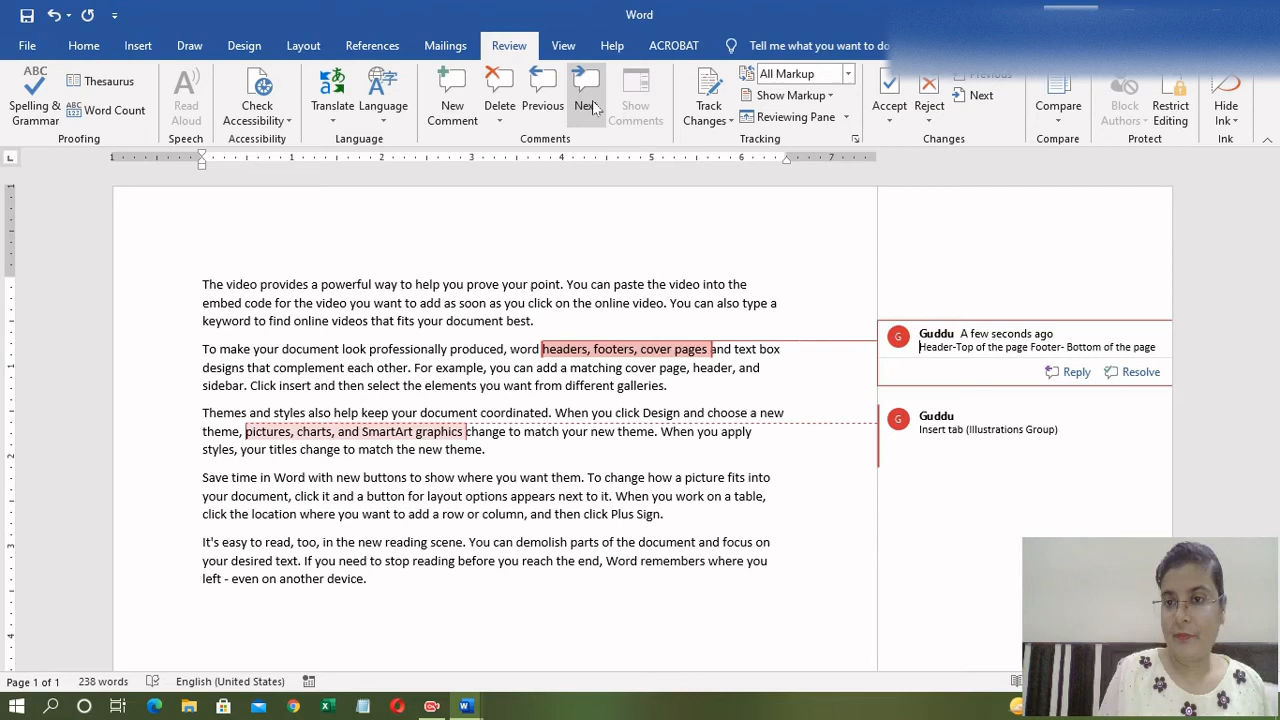 Word
File Home Insert Draw Design Layout References Mailings Review View Help ACROBAT Tell me what you want to do
ABC Thesaurus All Markup Previous
Word Count Show Markup Next
Reviewing Pane
Spelling & Grammar Read Aloud Check Accessibility Translate Language New Comment Delete Previous Next Show Comments Track Changes Accept Reject Compare Block Authors Restrict Editing Hide Ink
Proofing Speech Accessibility Language Comments Tracking Changes Compare Protect Ink
1 1 2 3 4 5 6 7
The video provides a powerful way to help you prove your point. You can paste the video into the
embed code for the video you want to add as soon as you click on the online video. You can also type a
keyword to find online videos that fits your document best.
To make your document look professionally produced, word headers, footers, cover pages and text box
designs that complement each other. For example, you can add a matching cover page, header, and
sidebar. Click insert and then select the elements you want from different galleries.
Themes and styles also help keep your document coordinated. When you click Design and choose a new
theme, pictures, charts, and SmartArt graphics change to match your new theme. When you apply
styles, your titles change to match the new theme.
Save time in Word with new buttons to show where you want them. To change how a picture fits into
your document, click it and a button for layout options appears next to it. When you work on a table,
click the location where you want to add a row or column, and then click Plus Sign.
It's easy to read, too, in the new reading scene. You can demolish parts of the document and focus on
your desired text. If you need to stop reading before you reach the end, Word remembers where you
left - even on another device.
G Guddu A few seconds ago
Header-Top of the page Footer- Bottom of the page
Reply Resolve
G Guddu
Insert tab (Illustrations Group)
Page 1 of 1 238 words English (United States)